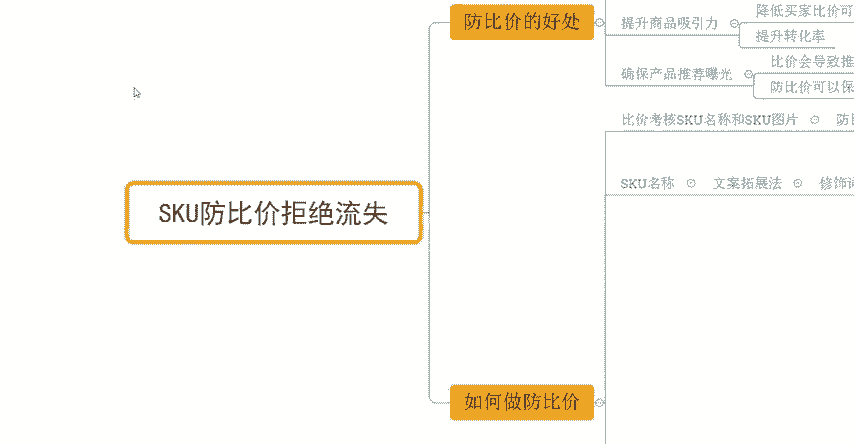 降低买家比价可
防比价的好处
提升商品吸引力
提升转化率
比价会导致推
确保产品推荐曝光
防比价可以保
比价考核SKU名称和SKU图片
SKU名称
文案拓展法
修饰词
SKU防比价拒绝流失
如何做防比价